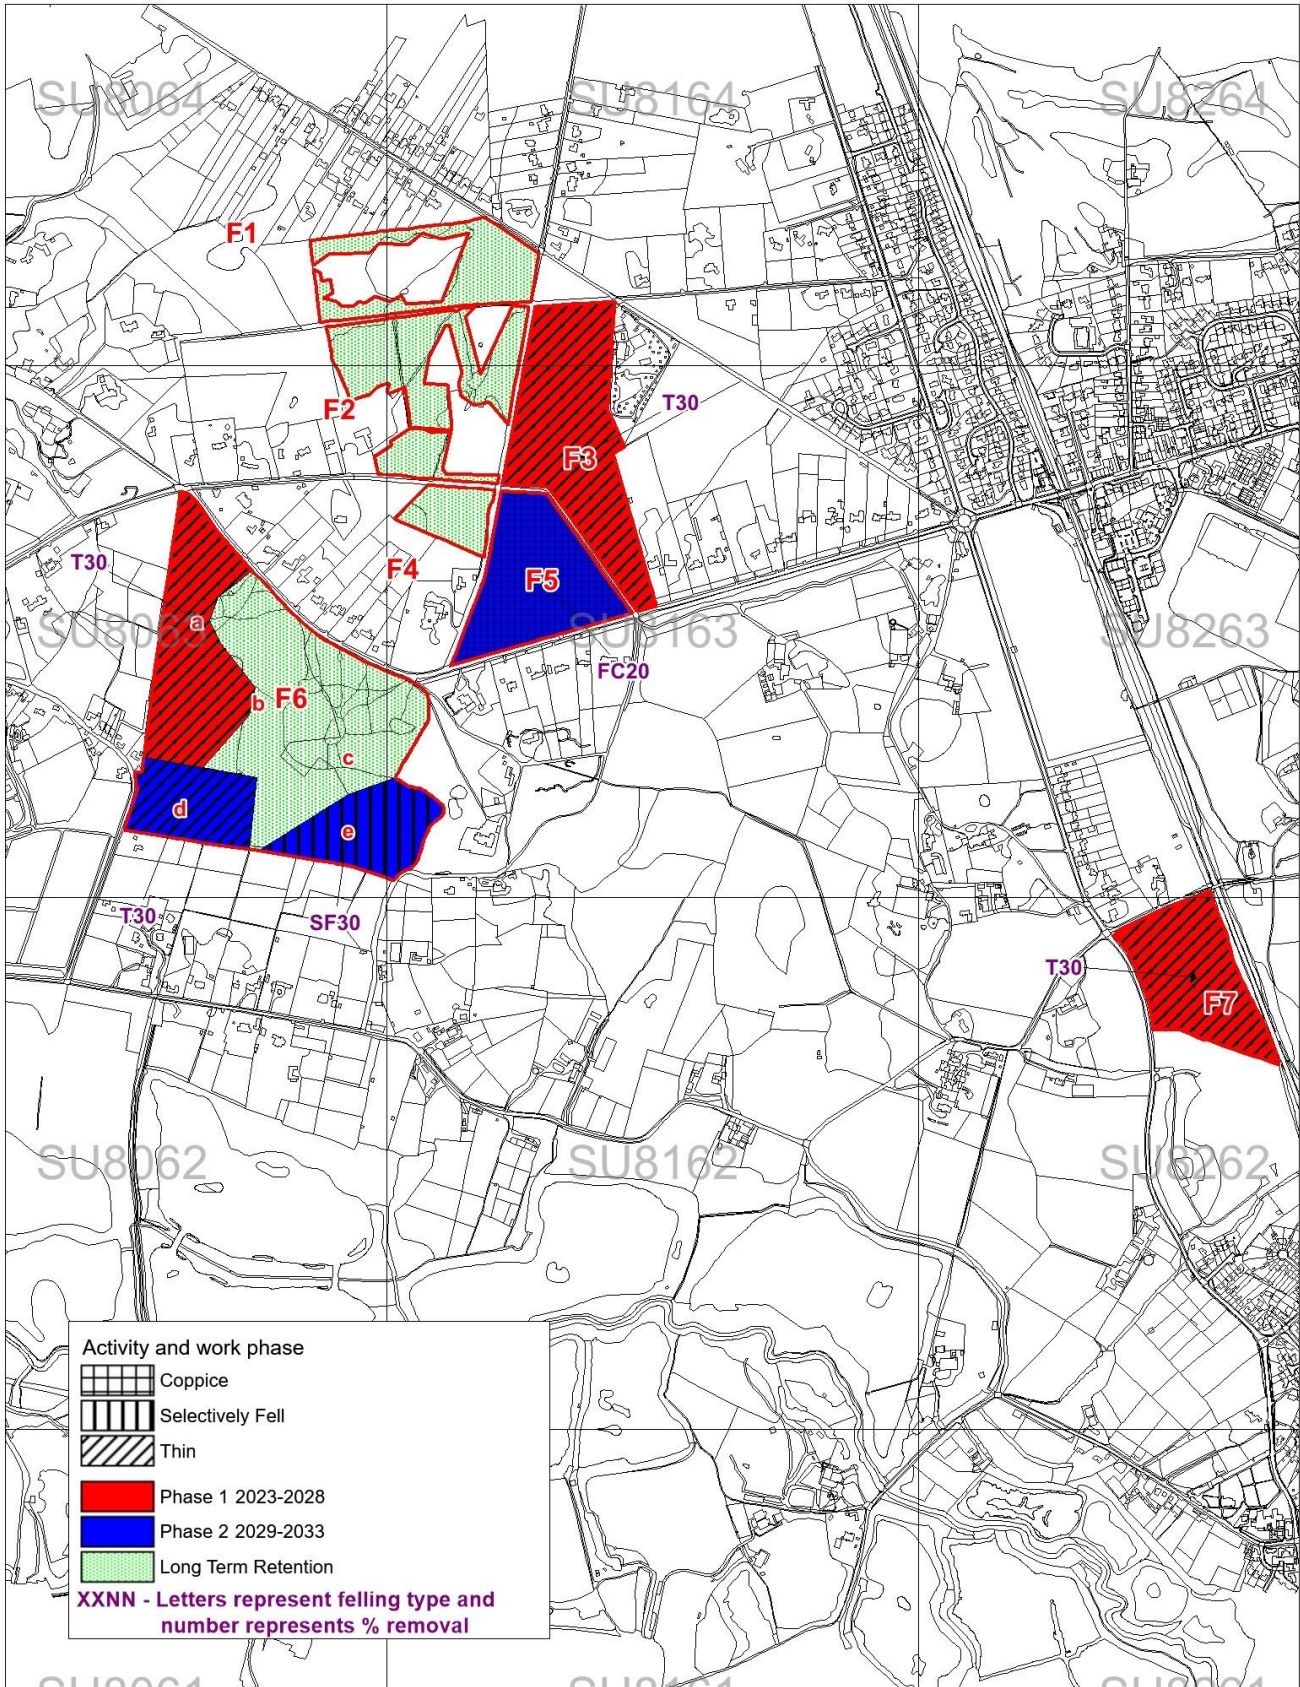 SU8064
SU8164
SU8264
F1
F2
T30
F3
T30
F4
F5
a
SU8063
SU8163
SU8263
FC20
b
F6
c
d
e
T30
SF30
T30
F7
SU8062
SU8162
SU8262
Activity and work phase
Coppice
Selectively Fell
Thin
Phase 1 2023-2028
Phase 2 2029-2033
Long Term Retention
XXNN - Letters represent felling type and
number represents % removal